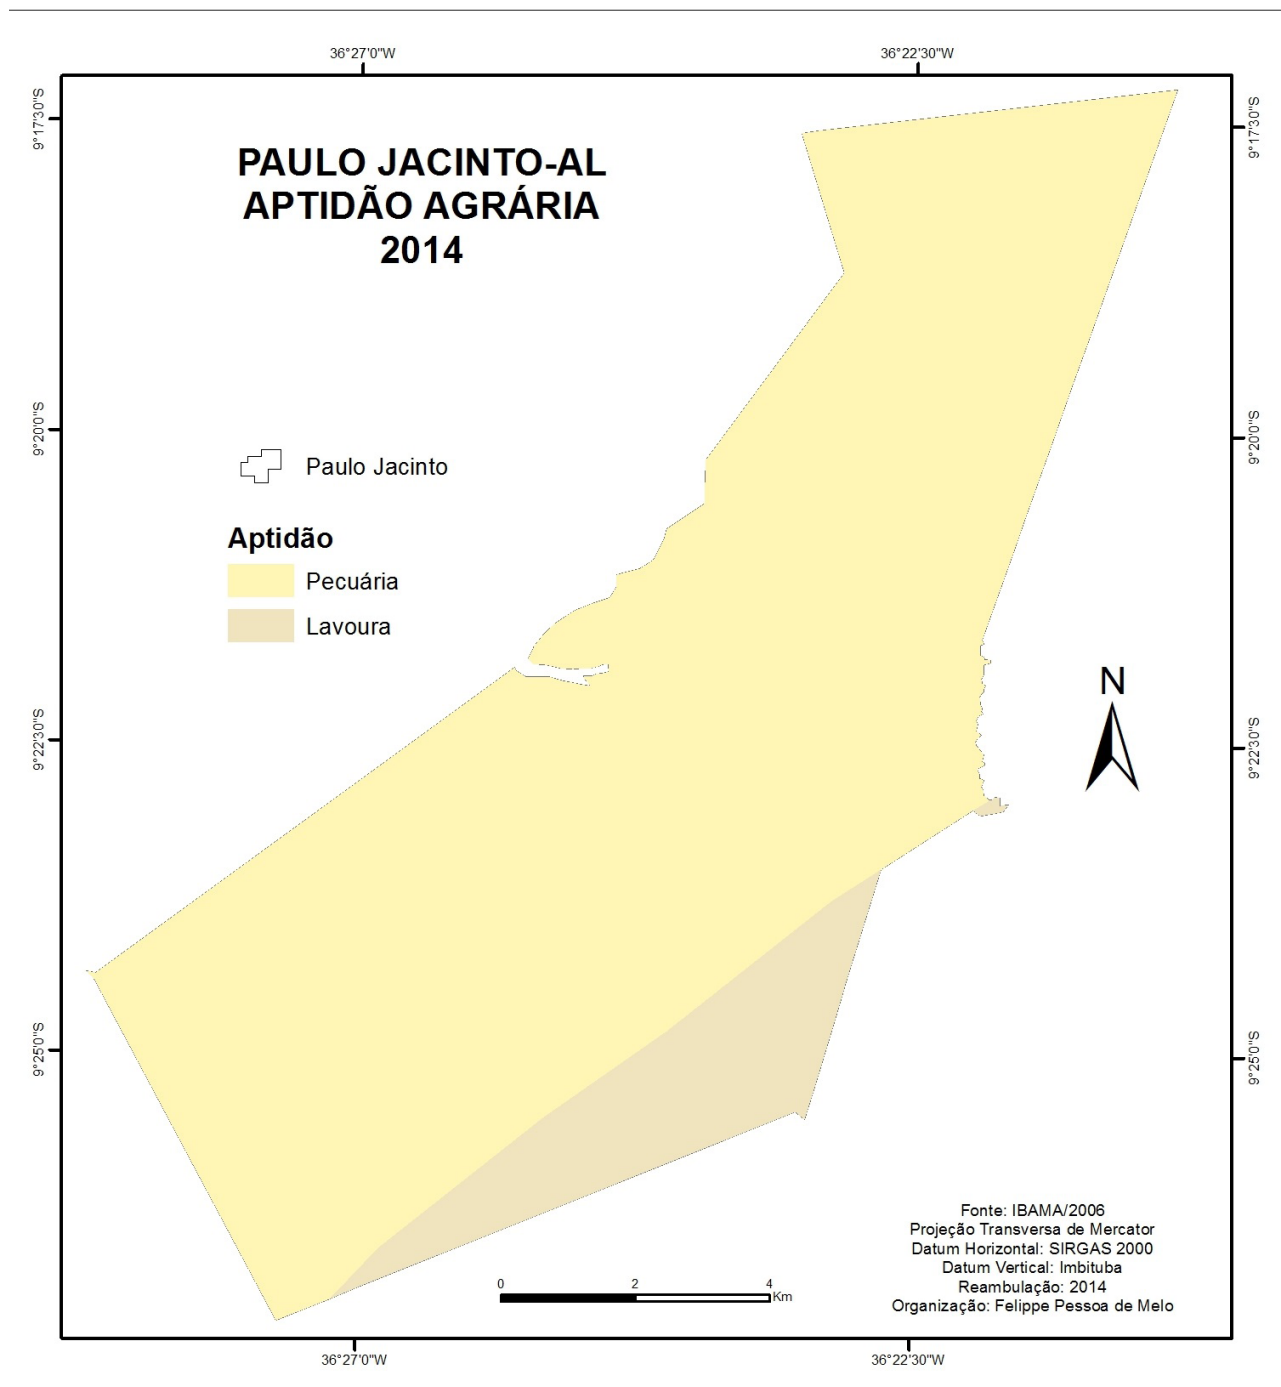 36°27'0"W
36°22'30"W
9°17'30"S
9°17'30"S
PAULO JACINTO-AL
APTIDÃO AGRÁRIA
2014
9°20'0"S
9°20'0"S
Paulo Jacinto
Aptidão
Pecuária
Lavoura
N
9°22'30"S
9°22'30"S
9°25'0"S
9°25'0"S
Fonte: IBAMA/2006
Projeção Transversa de Mercator
Datum Horizontal: SIRGAS 2000
Datum Vertical: Imbituba
Reambulação: 2014
Organização: Felippe Pessoa de Melo
0 2 4
Km
36°27'0"W
36°22'30"W